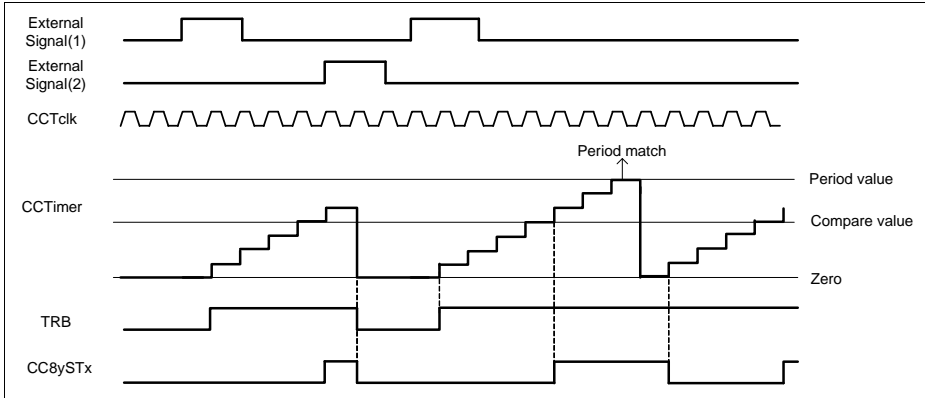 External
Signal(1)
External
Signal(2)
CCTclk
Period match
Period value
CCTimer
Compare value
Zero
TRB
CC8ySTx